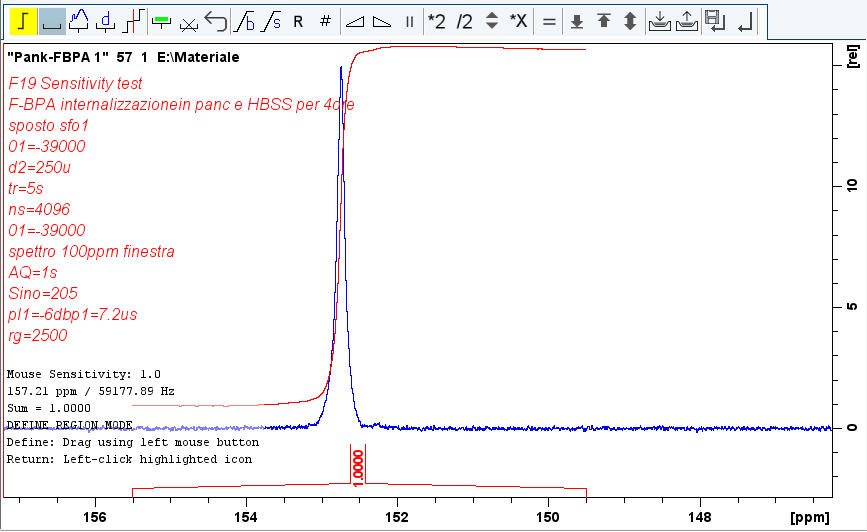 R # *2 /2 *X
"Pank-FBPA 1" 57 1 E:\Materiale
[rel]
F19 Sensitivity test
F-BPA internalizzazionein panc e HBSS per 4ore
sposto sfo1
01=-39000
d2=250u
tr=5s
ns=4096
01=-39000
spettro 100ppm finestra
AQ=1s
Sino=205
pl1=-6dbp1=7.2us
rg=2500
10
5
0
Mouse Sensitivity: 1.0
157.21 ppm / 59177.89 Hz
Sum = 1.0000
DEFINE REGION MODE
Define: Drag using left mouse button
Return: Left-click highlighted icon
1.0000
156 154 152 150 148 [ppm]